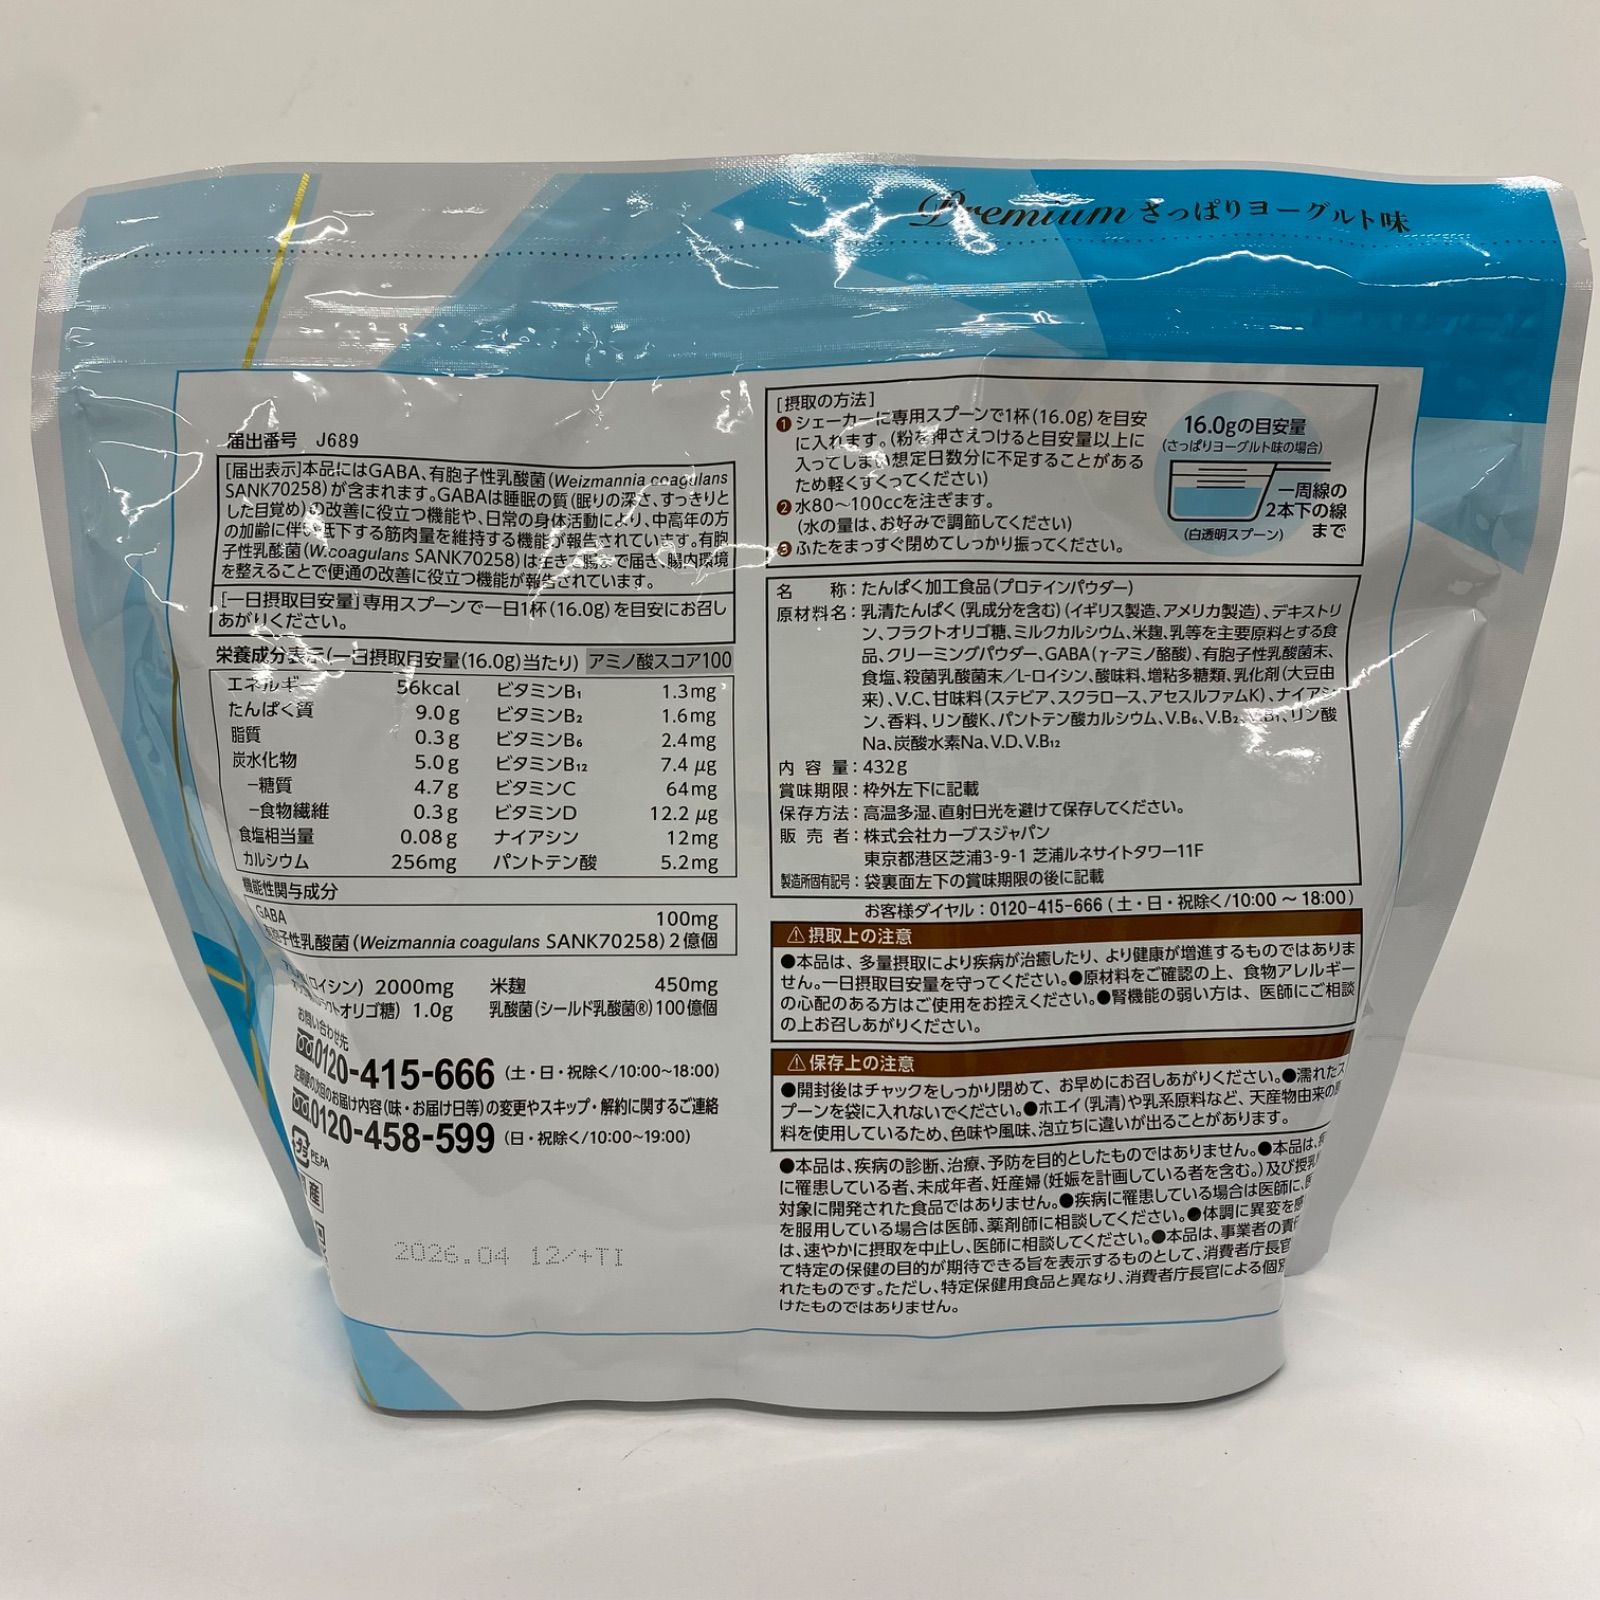 Premium さっぱりヨーグルト味
届出番号 J689
[届出表示]本品にはGABA、有胞子性乳酸菌(Weizmannia coagulans
SANK70258)が含まれます。GABAは睡眠の質(眠りの深さ、すっきりと
した目覚め)の改善に役立つ機能や、日常の身体活動により、中高年の方
の加齢に伴い低下する筋肉量を維持する機能が報告されています。有胞
子性乳酸菌(W.coagulans SANK70258)は生きて腸まで届き、腸内環境
を整えることで便通の改善に役立つ機能が報告されています。
[一日摂取目安量]専用スプーンで一日1杯(16.0g)を目安にお召し
あがりください。
栄養成分表示(一日摂取目安量(16.0g)当たり) アミノ酸スコア100
エネルギー 56kcal ビタミンB1 1.3mg
たんぱく質 9.0g ビタミンB2 1.6mg
脂質 0.3g ビタミンB6 2.4mg
炭水化物 5.0g ビタミンB12 7.4μg
−糖質 4.7g ビタミンC 64mg
−食物繊維 0.3g ビタミンD 12.2μg
食塩相当量 0.08g ナイアシン 12mg
カルシウム 256mg パントテン酸 5.2mg
機能性関与成分
GABA 100mg
有胞子性乳酸菌(Weizmannia coagulans SANK70258) 2億個
ロイシン) 2000mg 米麹 450mg
オリゴ糖) 1.0g 乳酸菌(シールド乳酸菌®) 100億個
お問い合わせ先
0120-415-666 (土・日・祝除く/10:00~18:00)
定期便の次回のお届け内容(味・お届け日等)の変更やスキップ・解約に関するご連絡
0120-458-599 (日・祝除く/10:00~19:00)
プラ PE,PA
産
2026.04 12/+TI
[摂取の方法]
❶シェーカーに専用スプーンで1杯(16.0g)を目安
に入れます。(粉を押さえつけると目安量以上に
入ってしまい想定日数分に不足することがある
ため軽くすくってください)
❷水80〜100ccを注ぎます。
(水の量は、お好みで調節してください)
❸ふたをまっすぐ閉めてしっかり振ってください。
16.0gの目安量
(さっぱりヨーグルト味の場合)
一周線の
2本下の線
まで
(白透明スプーン)
名称:たんぱく加工食品(プロテインパウダー)
原材料名:乳清たんぱく(乳成分を含む)(イギリス製造、アメリカ製造)、デキストリ
ン、フラクトオリゴ糖、ミルクカルシウム、米麹、乳等を主要原料とする食
品、クリーミングパウダー、GABA(γ-アミノ酪酸)、有胞子性乳酸菌末、
食塩、殺菌乳酸菌末/L-ロイシン、酸味料、増粘多糖類、乳化剤(大豆由
来)、V.C、甘味料(ステビア、スクラロース、アセスルファムK)、ナイアシ
ン、香料、リン酸K、パントテン酸カルシウム、V.B6、V.B2、V.B1、リン酸
Na、炭酸水素Na、V.D、V.B12
内容量:432g
賞味期限:枠外左下に記載
保存方法:高温多湿、直射日光を避けて保存してください。
販売者:株式会社カーブスジャパン
東京都港区芝浦3-9-1 芝浦ルネサイトタワー11F
製造所固有記号:袋裏面左下の賞味期限の後に記載
お客様ダイヤル:0120-415-666(土・日・祝除く/10:00 〜 18:00)
⚠摂取上の注意
●本品は、多量摂取により疾病が治癒したり、より健康が増進するものではありま
せん。一日摂取目安量を守ってください。●原材料をご確認の上、食物アレルギー
の心配のある方はご使用をお控えください。●腎機能の弱い方は、医師にご相談
の上お召しあがりください。
⚠保存上の注意
●開封後はチャックをしっかり閉めて、お早めにお召しあがりください。●濡れたス
プーンを袋に入れないでください。●ホエイ(乳清)や乳系原料など、天産物由来の原
料を使用しているため、色味や風味、泡立ちに違いが出ることがあります。
●本品は、疾病の診断、治療、予防を目的としたものではありません。●本品は、
に罹患している者、未成年者、妊産婦(妊娠を計画している者を含む。)及び授乳
対象に開発された食品ではありません。●疾病に罹患している場合は医師に、
を服用している場合は医師、薬剤師に相談してください。●体調に異変を
は、速やかに摂取を中止し、医師に相談してください。●本品は、事業者の責
て特定の保健の目的が期待できる旨を表示するものとして、消費者庁長官
れたものです。ただし、特定保健用食品と異なり、消費者庁長官による個別
けたものではありません。